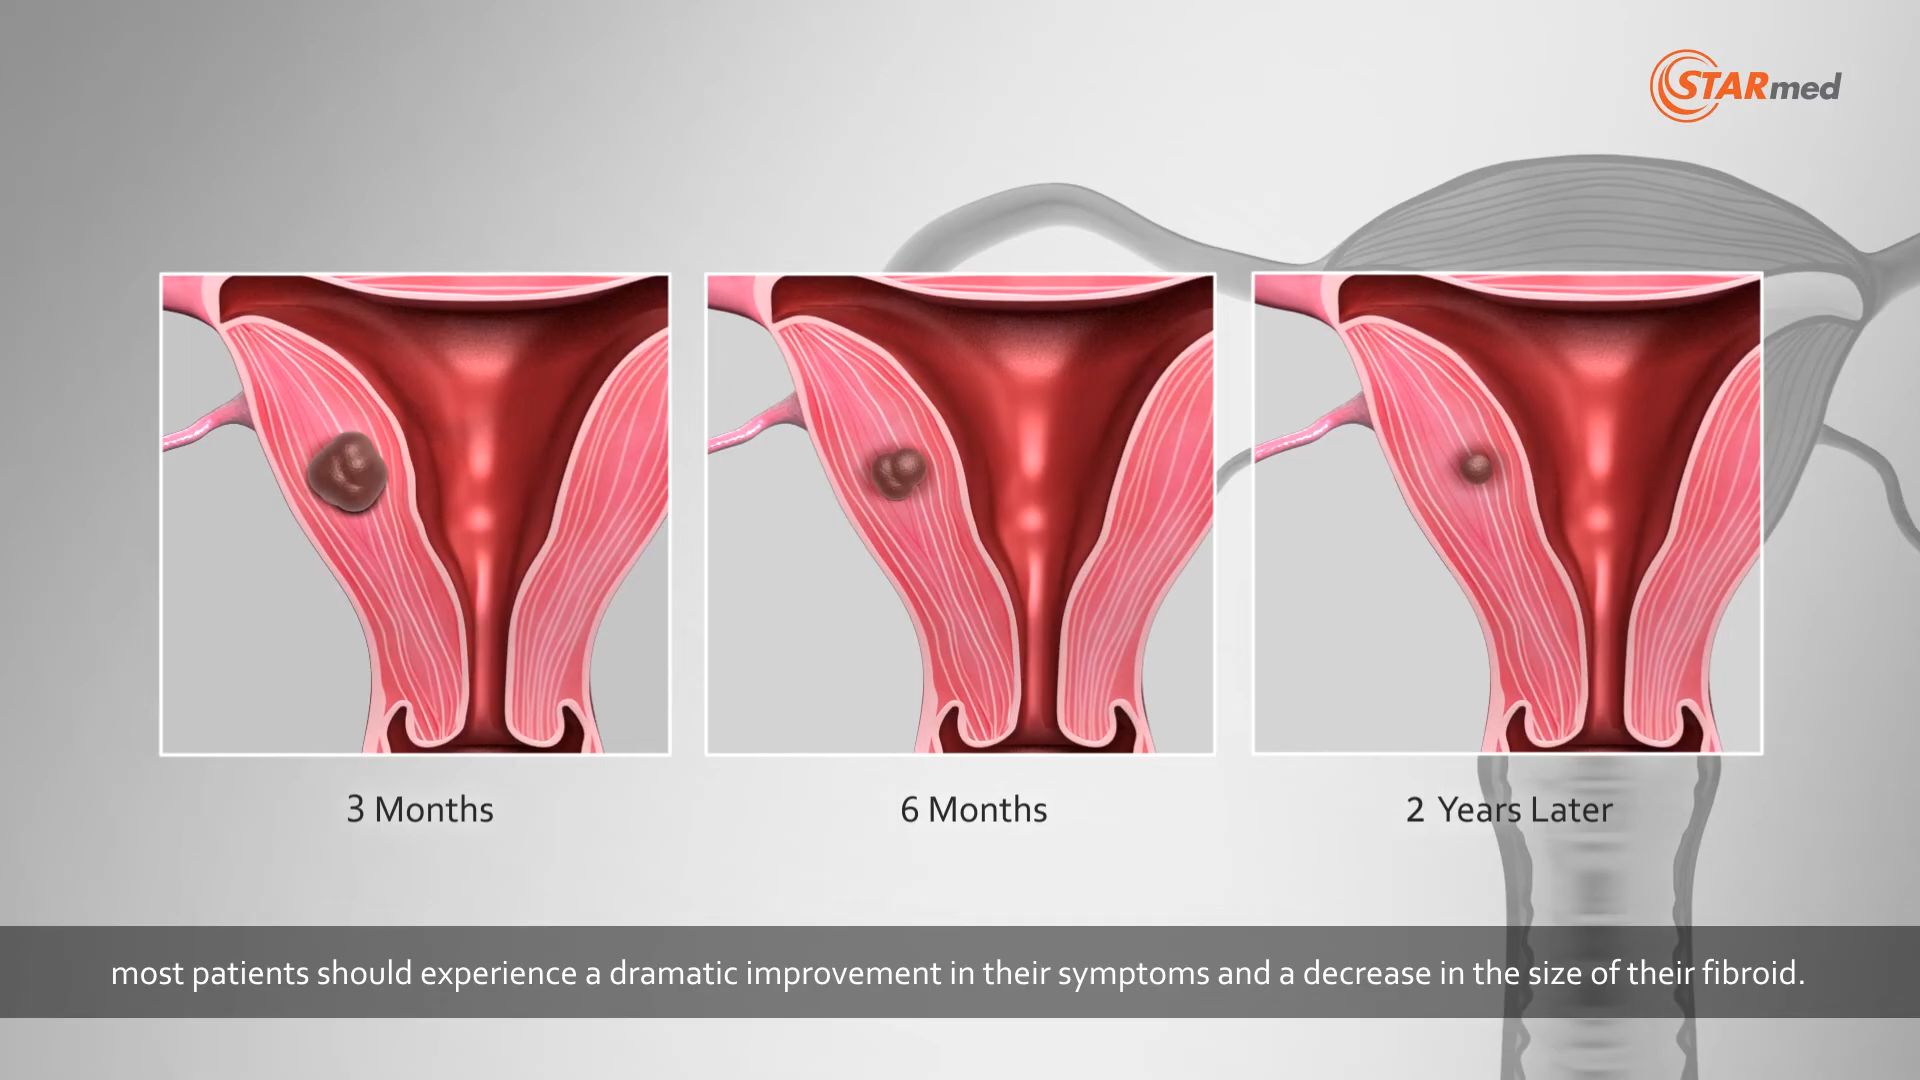 STARmed
3 Months
6 Months
2 Years Later
most patients should experience a dramatic improvement in their symptoms and a decrease in the size of their fibroid.